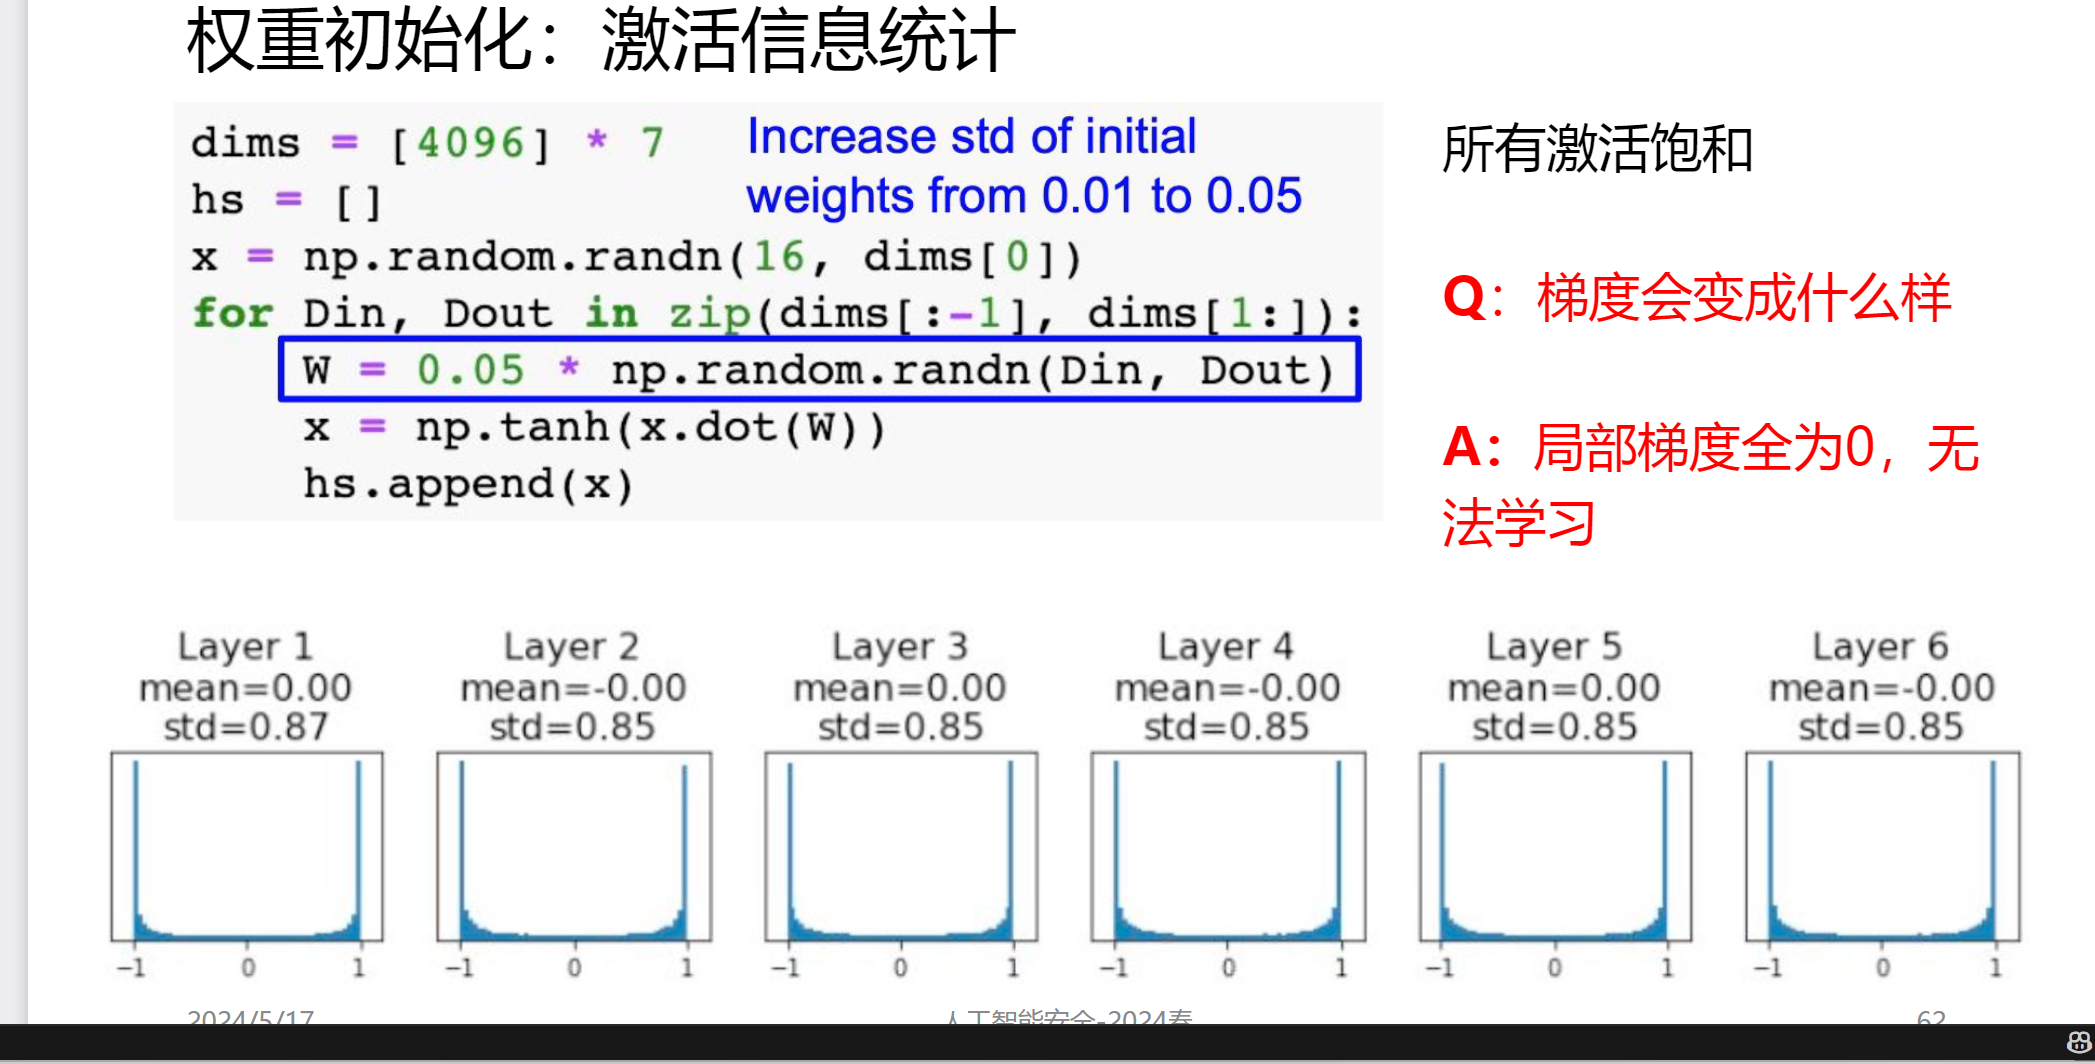 权重初始化：激活信息统计
dims = [4096] * 7
hs = []
x = np.random.randn(16, dims[0])
for Din, Dout in zip(dims[:-1], dims[1:]):
W = 0.05 * np.random.randn(Din, Dout)
x = np.tanh(x.dot(W))
hs.append(x)
Increase std of initial
weights from 0.01 to 0.05
所有激活饱和
Q：梯度会变成什么样
A：局部梯度全为0，无
法学习
Layer 1
mean=0.00
std=0.87
-1 0 1
Layer 2
mean=-0.00
std=0.85
-1 0 1
Layer 3
mean=0.00
std=0.85
-1 0 1
Layer 4
mean=-0.00
std=0.85
-1 0 1
Layer 5
mean=0.00
std=0.85
-1 0 1
Layer 6
mean=-0.00
std=0.85
-1 0 1
2024/5/17
人工智能安全-2024春
62